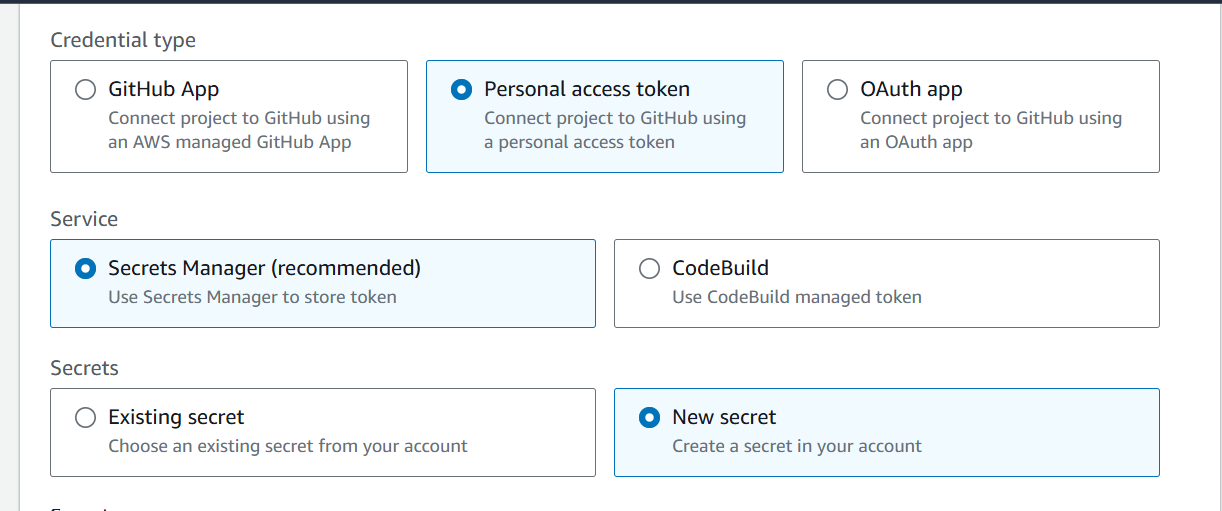 Credential type
GitHub App
Connect project to GitHub using
an AWS managed GitHub App
Personal access token
Connect project to GitHub using
a personal access token
OAuth app
Connect project to GitHub using
an OAuth app
Service
Secrets Manager (recommended)
Use Secrets Manager to store token
CodeBuild
Use CodeBuild managed token
Secrets
Existing secret
Choose an existing secret from your account
New secret
Create a secret in your account